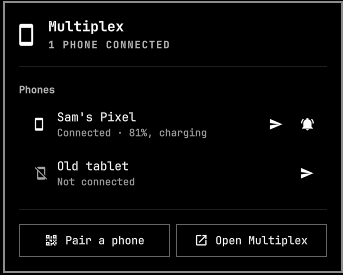 Multiplex
1 PHONE CONNECTED
Phones
Sam's Pixel
Connected · 81%, charging
Old tablet
Not connected
Pair a phone
Open Multiplex